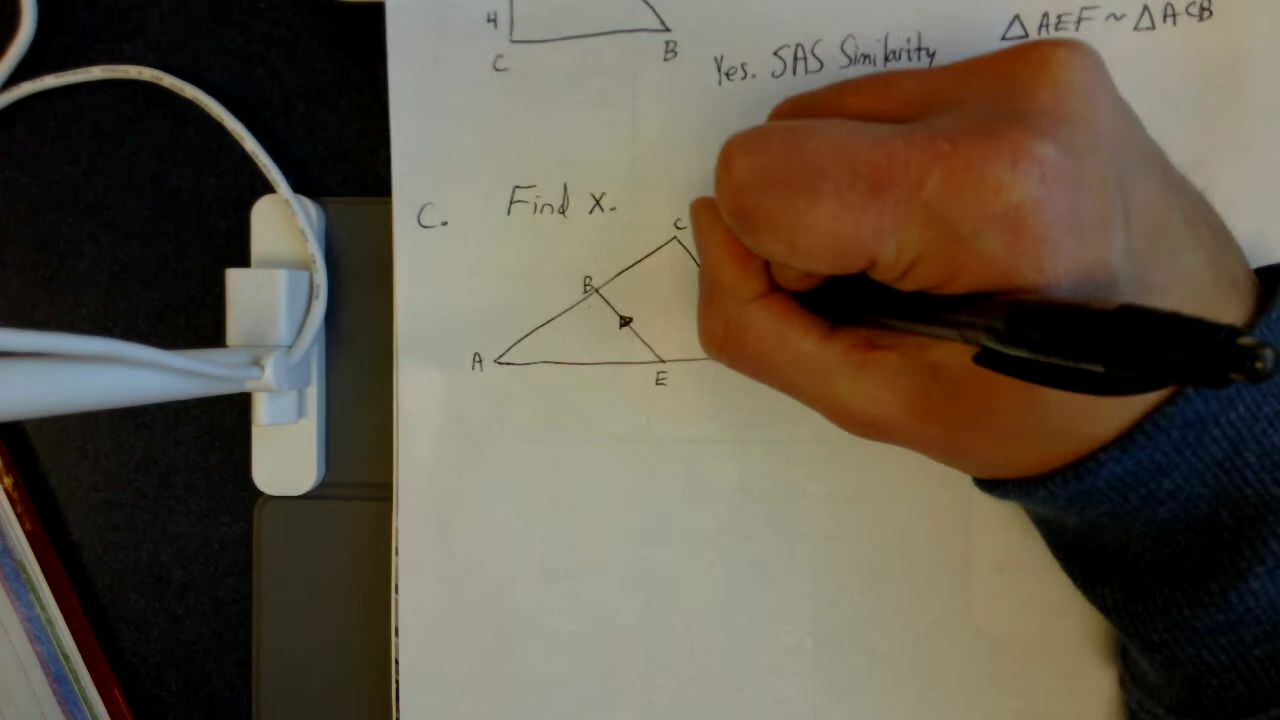 4
C B
△AEF ~ △ACB
Yes. SAS Similarity
C. Find x.
C
B
A
E